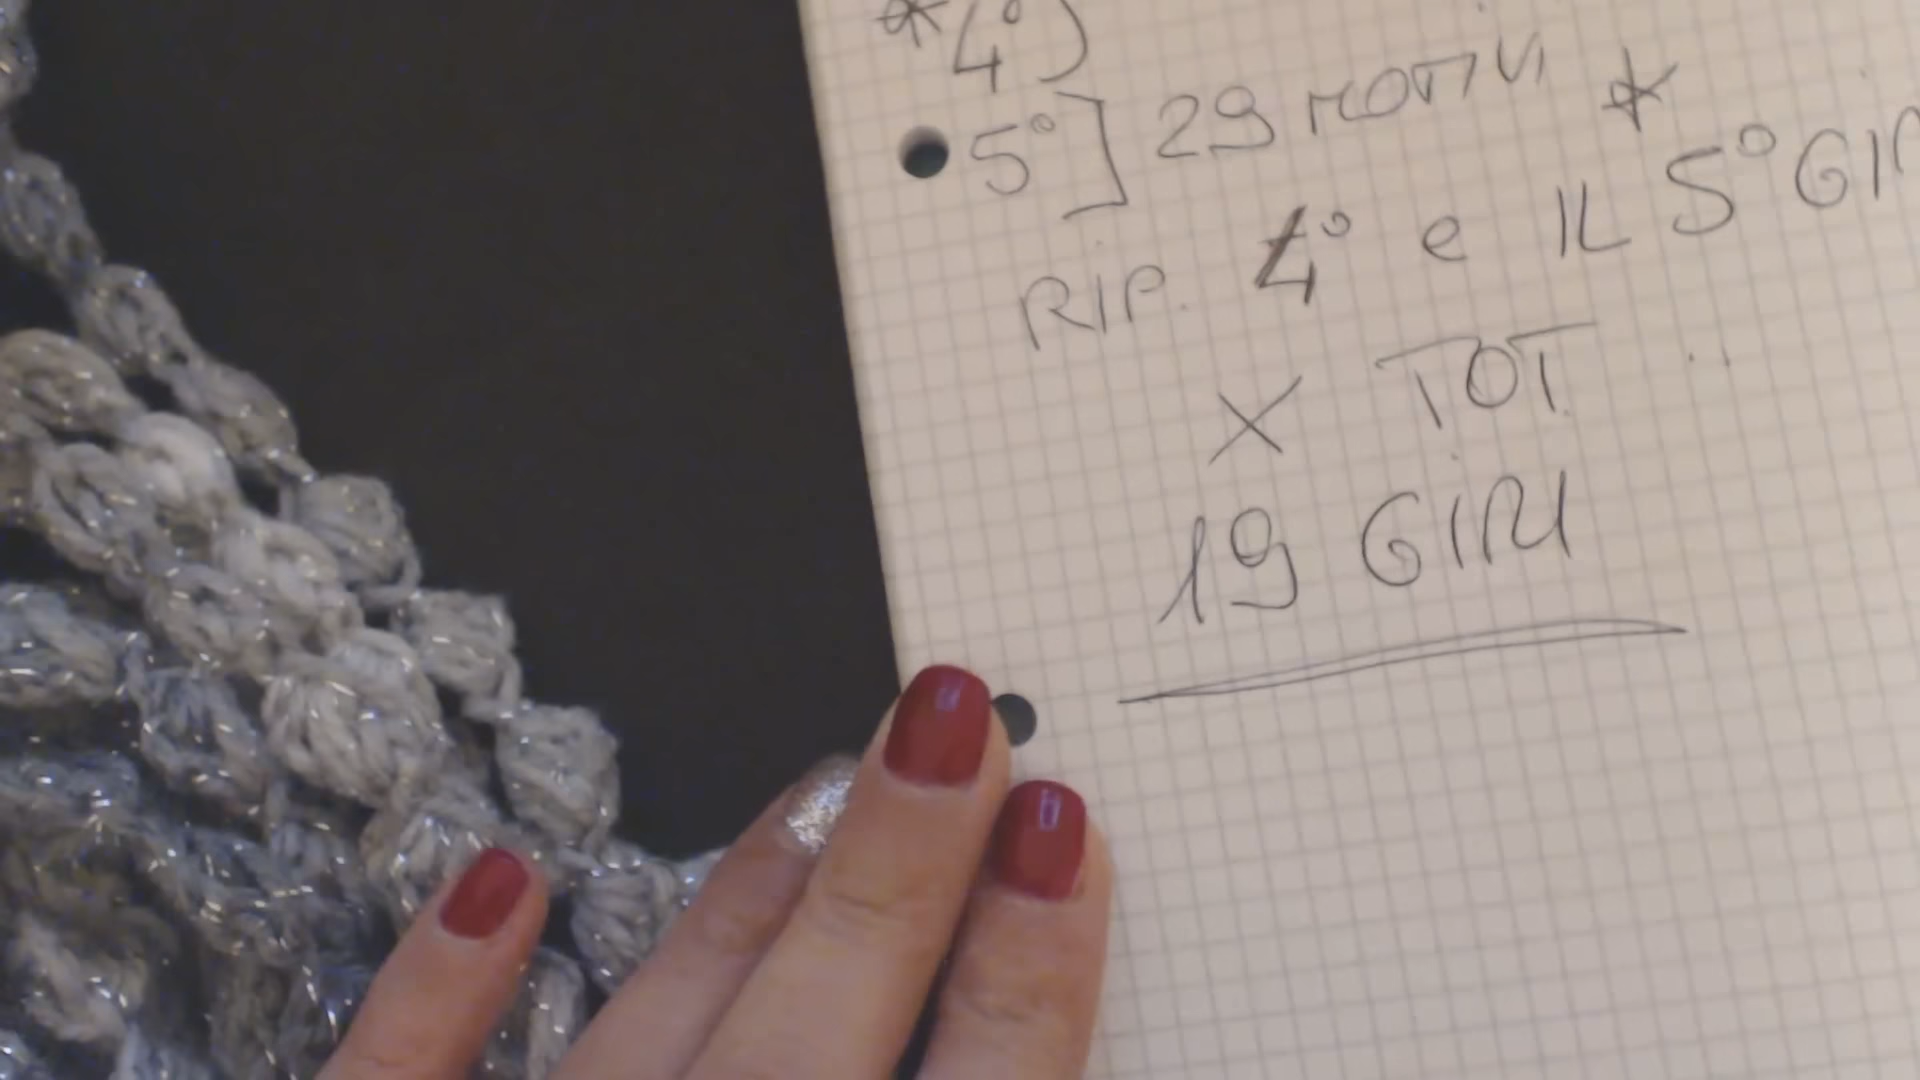 *(4°)
5°] 29 MOTIVI *
RIP. 4° e IL 5° GIR
X TOT
19 GIRI